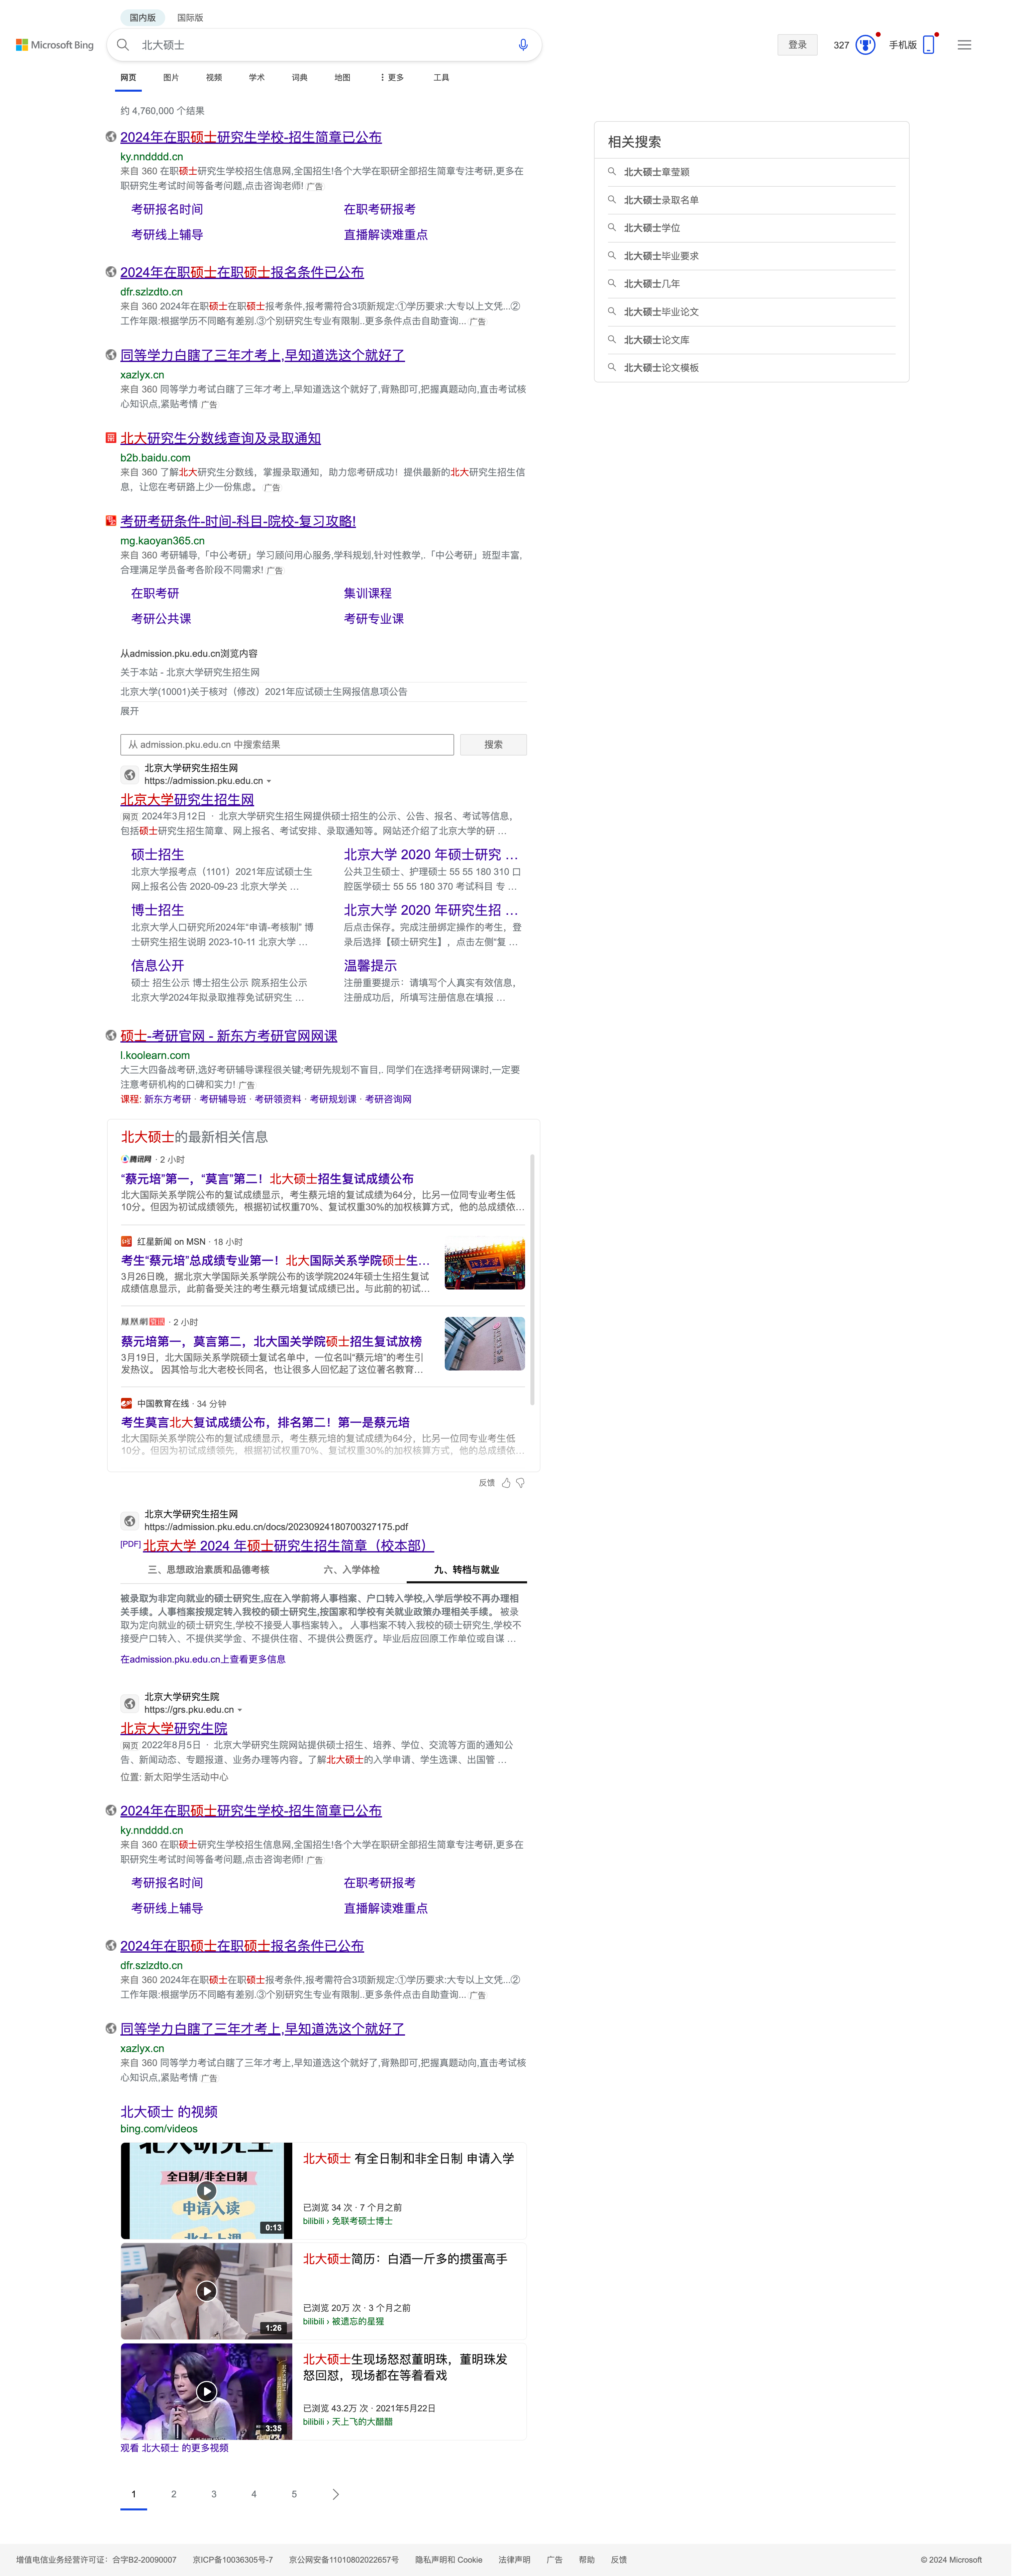 国内版 国际版
Microsoft Bing
北大硕士
登录 327 手机版
网页 图片 视频 学术 词典 地图 更多 工具
约 4,760,000 个结果
2024年在职硕士研究生学校-招生简章已公布
ky.nndddd.cn
来自 360 在职硕士研究生学校招生信息网,全国招生!各个大学在职研全部招生简章专注考研,更多在
职研究生考试时间等备考问题,点击咨询老师! 广告
考研报名时间 在职考研报考
考研线上辅导 直播解读难重点
2024年在职硕士在职硕士报名条件已公布
dfr.szlzdto.cn
来自 360 2024年在职硕士在职硕士报考条件,报考需符合3项新规定:①学历要求:大专以上文凭...②
工作年限:根据学历不同略有差别.③个别研究生专业有限制..更多条件点击自助查询... 广告
同等学力白瞎了三年才考上,早知道选这个就好了
xazlyx.cn
来自 360 同等学力考试白瞎了三年才考上,早知道选这个就好了,背熟即可,把握真题动向,直击考试核
心知识点,紧贴考情 广告
北大研究生分数线查询及录取通知
b2b.baidu.com
来自 360 了解北大研究生分数线，掌握录取通知，助力您考研成功！提供最新的北大研究生招生信
息，让您在考研路上少一份焦虑。 广告
考研考研条件-时间-科目-院校-复习攻略!
mg.kaoyan365.cn
来自 360 考研辅导,「中公考研」学习顾问用心服务,学科规划,针对性教学,.「中公考研」班型丰富,
合理满足学员备考各阶段不同需求! 广告
在职考研 集训课程
考研公共课 考研专业课
从admission.pku.edu.cn浏览内容
关于本站 - 北京大学研究生招生网
北京大学(10001)关于核对（修改）2021年应试硕士生网报信息项公告
展开
从 admission.pku.edu.cn 中搜索结果 搜索
北京大学研究生招生网
https://admission.pku.edu.cn
北京大学研究生招生网
网页 2024年3月12日 · 北京大学研究生招生网提供硕士招生的公示、公告、报名、考试等信息，
包括硕士研究生招生简章、网上报名、考试安排、录取通知等。网站还介绍了北京大学的研 ...
硕士招生
北京大学报考点（1101）2021年应试硕士生
网上报名公告 2020-09-23 北京大学关 ...
北京大学 2020 年硕士研究 ...
公共卫生硕士、护理硕士 55 55 180 310 口
腔医学硕士 55 55 180 370 考试科目 专 ...
博士招生
北京大学人口研究所2024年“申请-考核制” 博
士研究生招生说明 2023-10-11 北京大学 ...
北京大学 2020 年研究生招 ...
后点击保存。完成注册绑定操作的考生，登
录后选择【硕士研究生】，点击左侧“复 ...
信息公开
硕士 招生公示 博士招生公示 院系招生公示
北京大学2024年拟录取推荐免试研究生 ...
温馨提示
注册重要提示：请填写个人真实有效信息，
注册成功后，所填写注册信息在填报 ...
硕士-考研官网 - 新东方考研官网网课
l.koolearn.com
大三大四备战考研,选好考研辅导课程很关键;考研先规划不盲目,. 同学们在选择考研网课时,一定要
注意考研机构的口碑和实力! 广告
课程: 新东方考研 · 考研辅导班 · 考研领资料 · 考研规划课 · 考研咨询网
北大硕士的最新相关信息
腾讯网 · 2 小时
“蔡元培”第一，“莫言”第二！北大硕士招生复试成绩公布
北大国际关系学院公布的复试成绩显示，考生蔡元培的复试成绩为64分，比另一位同专业考生低
10分。但因为初试成绩领先，根据初试权重70%、复试权重30%的加权核算方式，他的总成绩依...
红星新闻 on MSN · 18 小时
考生“蔡元培”总成绩专业第一！北大国际关系学院硕士生...
3月26日晚，据北京大学国际关系学院公布的该学院2024年硕士生招生复试
成绩信息显示，此前备受关注的考生蔡元培复试成绩已出。与此前的初试...
凤凰网资讯 · 2 小时
蔡元培第一，莫言第二，北大国关学院硕士招生复试放榜
3月19日，北大国际关系学院硕士复试名单中，一位名叫“蔡元培”的考生引
发热议。 因其恰与北大老校长同名，也让很多人回忆起了这位著名教育...
中国教育在线 · 34 分钟
考生莫言北大复试成绩公布，排名第二！第一是蔡元培
北大国际关系学院公布的复试成绩显示，考生蔡元培的复试成绩为64分，比另一位同专业考生低
10分。但因为初试成绩领先，根据初试权重70%、复试权重30%的加权核算方式，他的总成绩依...
反馈
北京大学研究生招生网
https://admission.pku.edu.cn/docs/20230924180700327175.pdf
[PDF] 北京大学 2024 年硕士研究生招生简章（校本部）
三、思想政治素质和品德考核 六、入学体检 九、转档与就业
被录取为非定向就业的硕士研究生,应在入学前将人事档案、户口转入学校,入学后学校不再办理相
关手续。人事档案按规定转入我校的硕士研究生,按国家和学校有关就业政策办理相关手续。 被录
取为定向就业的硕士研究生,学校不接受人事档案转入。 人事档案不转入我校的硕士研究生,学校不
接受户口转入、不提供奖学金、不提供住宿、不提供公费医疗。毕业后应回原工作单位或自谋 ...
在admission.pku.edu.cn上查看更多信息
北京大学研究生院
https://grs.pku.edu.cn
北京大学研究生院
网页 2022年8月5日 · 北京大学研究生院网站提供硕士招生、培养、学位、交流等方面的通知公
告、新闻动态、专题报道、业务办理等内容。了解北大硕士的入学申请、学生选课、出国管 ...
位置: 新太阳学生活动中心
2024年在职硕士研究生学校-招生简章已公布
ky.nndddd.cn
来自 360 在职硕士研究生学校招生信息网,全国招生!各个大学在职研全部招生简章专注考研,更多在
职研究生考试时间等备考问题,点击咨询老师! 广告
考研报名时间 在职考研报考
考研线上辅导 直播解读难重点
2024年在职硕士在职硕士报名条件已公布
dfr.szlzdto.cn
来自 360 2024年在职硕士在职硕士报考条件,报考需符合3项新规定:①学历要求:大专以上文凭...②
工作年限:根据学历不同略有差别.③个别研究生专业有限制..更多条件点击自助查询... 广告
同等学力白瞎了三年才考上,早知道选这个就好了
xazlyx.cn
来自 360 同等学力考试白瞎了三年才考上,早知道选这个就好了,背熟即可,把握真题动向,直击考试核
心知识点,紧贴考情 广告
北大硕士 的视频
bing.com/videos
北大研究生
全日制/非全日制
申请入读
北大上课
0:13
北大硕士 有全日制和非全日制 申请入学
已浏览 34 次 · 7 个月之前
bilibili › 免联考硕士博士
1:26
北大硕士简历：白酒一斤多的掼蛋高手
已浏览 20万 次 · 3 个月之前
bilibili › 被遗忘的星猩
3:35
北大硕士生现场怒怼董明珠，董明珠发
怒回怼，现场都在等着看戏
已浏览 43.2万 次 · 2021年5月22日
bilibili › 天上飞的大醋醋
观看 北大硕士 的更多视频
1 2 3 4 5
相关搜索
北大硕士章莹颖
北大硕士录取名单
北大硕士学位
北大硕士毕业要求
北大硕士几年
北大硕士毕业论文
北大硕士论文库
北大硕士论文模板
增值电信业务经营许可证：合字B2-20090007 京ICP备10036305号-7 京公网安备11010802022657号 隐私声明和 Cookie 法律声明 广告 帮助 反馈 © 2024 Microsoft